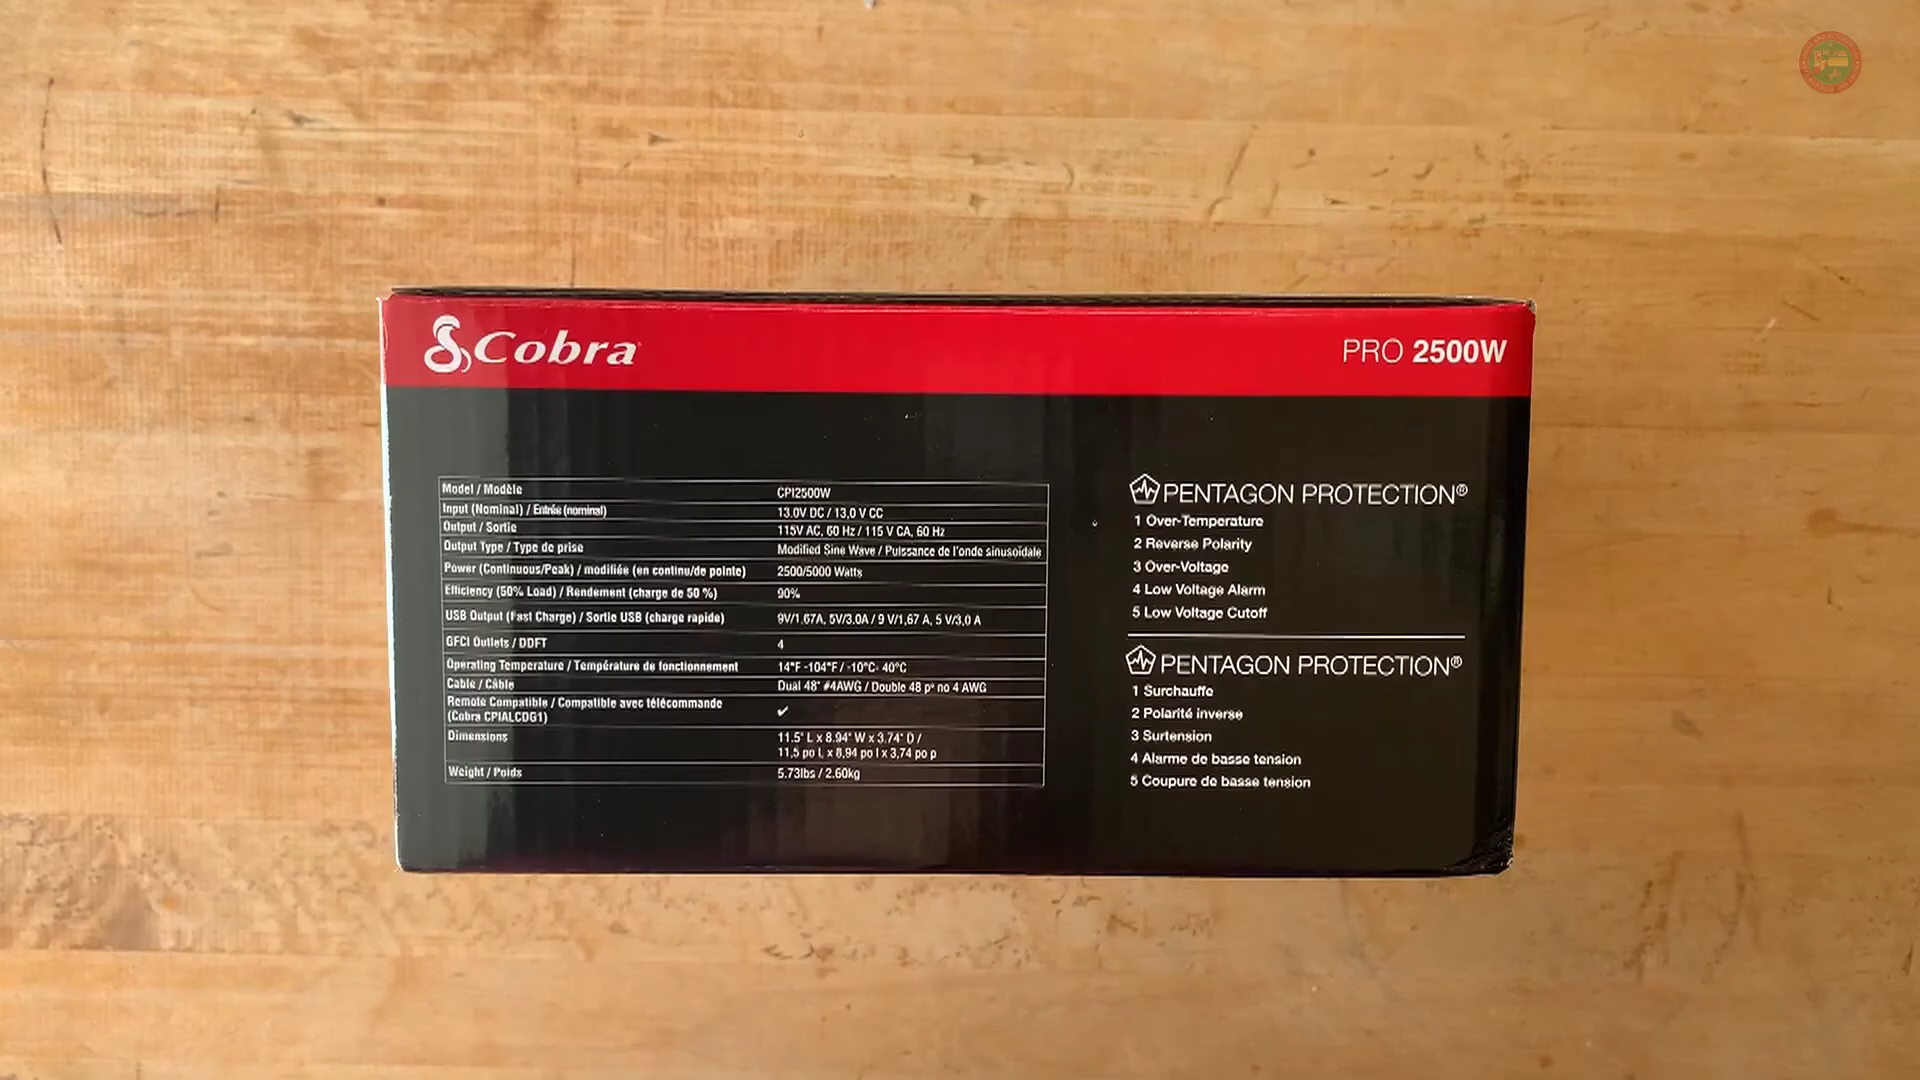 Cobra
PRO 2500W
Model / Modèle CPI2500W
Input (Nominal) / Entrée (nominal) 13.0V DC / 13,0 V CC
Output / Sortie 115V AC, 60 Hz / 115 V CA, 60 Hz
Output Type / Type de prise Modified Sine Wave / Puissance de l'onde sinusoïdale
Power (Continuous/Peak) / modifiée (en continu/de pointe) 2500/5000 Watts
Efficiency (50% Load) / Rendement (charge de 50 %) 90%
USB Output (Fast Charge) / Sortie USB (charge rapide) 9V/1.67A, 5V/3.0A / 9 V/1,67 A, 5 V/3,0 A
GFCI Outlets / DDFT 4
Operating Temperature / Température de fonctionnement 14°F -104°F / -10°C- 40°C
Cable / Câble Dual 48" #4AWG / Double 48 po no 4 AWG
Remote Compatible / Compatible avec télécommande
(Cobra CPIALCDG1) ✓
Dimensions 11.5" L x 8.94" W x 3.74" D /
11,5 po L x 8,94 po l x 3,74 po p
Weight / Poids 5.73lbs / 2.60kg
PENTAGON PROTECTION®
1 Over-Temperature
2 Reverse Polarity
3 Over-Voltage
4 Low Voltage Alarm
5 Low Voltage Cutoff
PENTAGON PROTECTION®
1 Surchauffe
2 Polarité inverse
3 Surtension
4 Alarme de basse tension
5 Coupure de basse tension